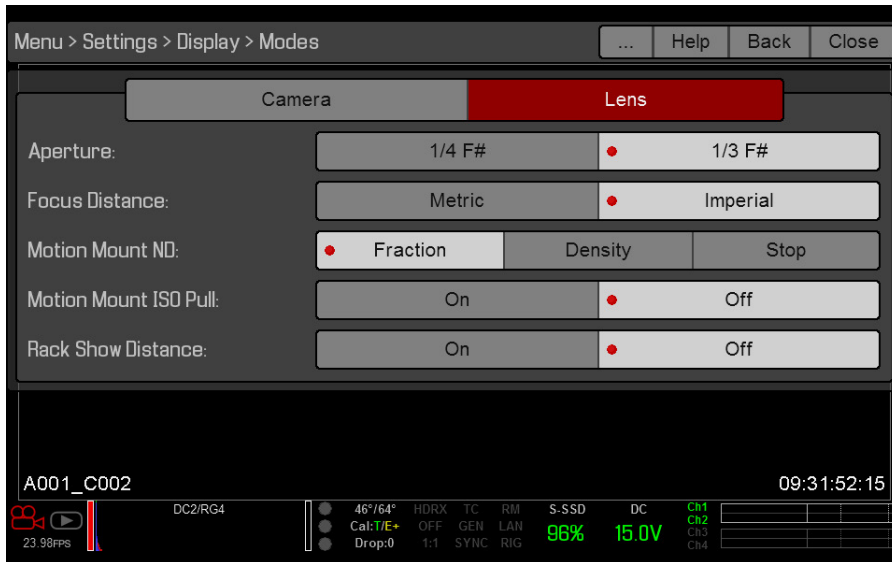 Menu > Settings > Display > Modes ... Help Back Close
Camera Lens
Aperture: 1/4 F# 1/3 F#
Focus Distance: Metric Imperial
Motion Mount ND: Fraction Density Stop
Motion Mount ISO Pull: On Off
Rack Show Distance: On Off
A001_C002 09:31:52:15
DC2/RG4 46°/64° HDRX TC RM S-SSD DC Ch1
Cal:T/E+ OFF GEN LAN 96% 15.0V Ch2
23.98FPS Drop:0 1:1 SYNC RIG Ch3
Ch4